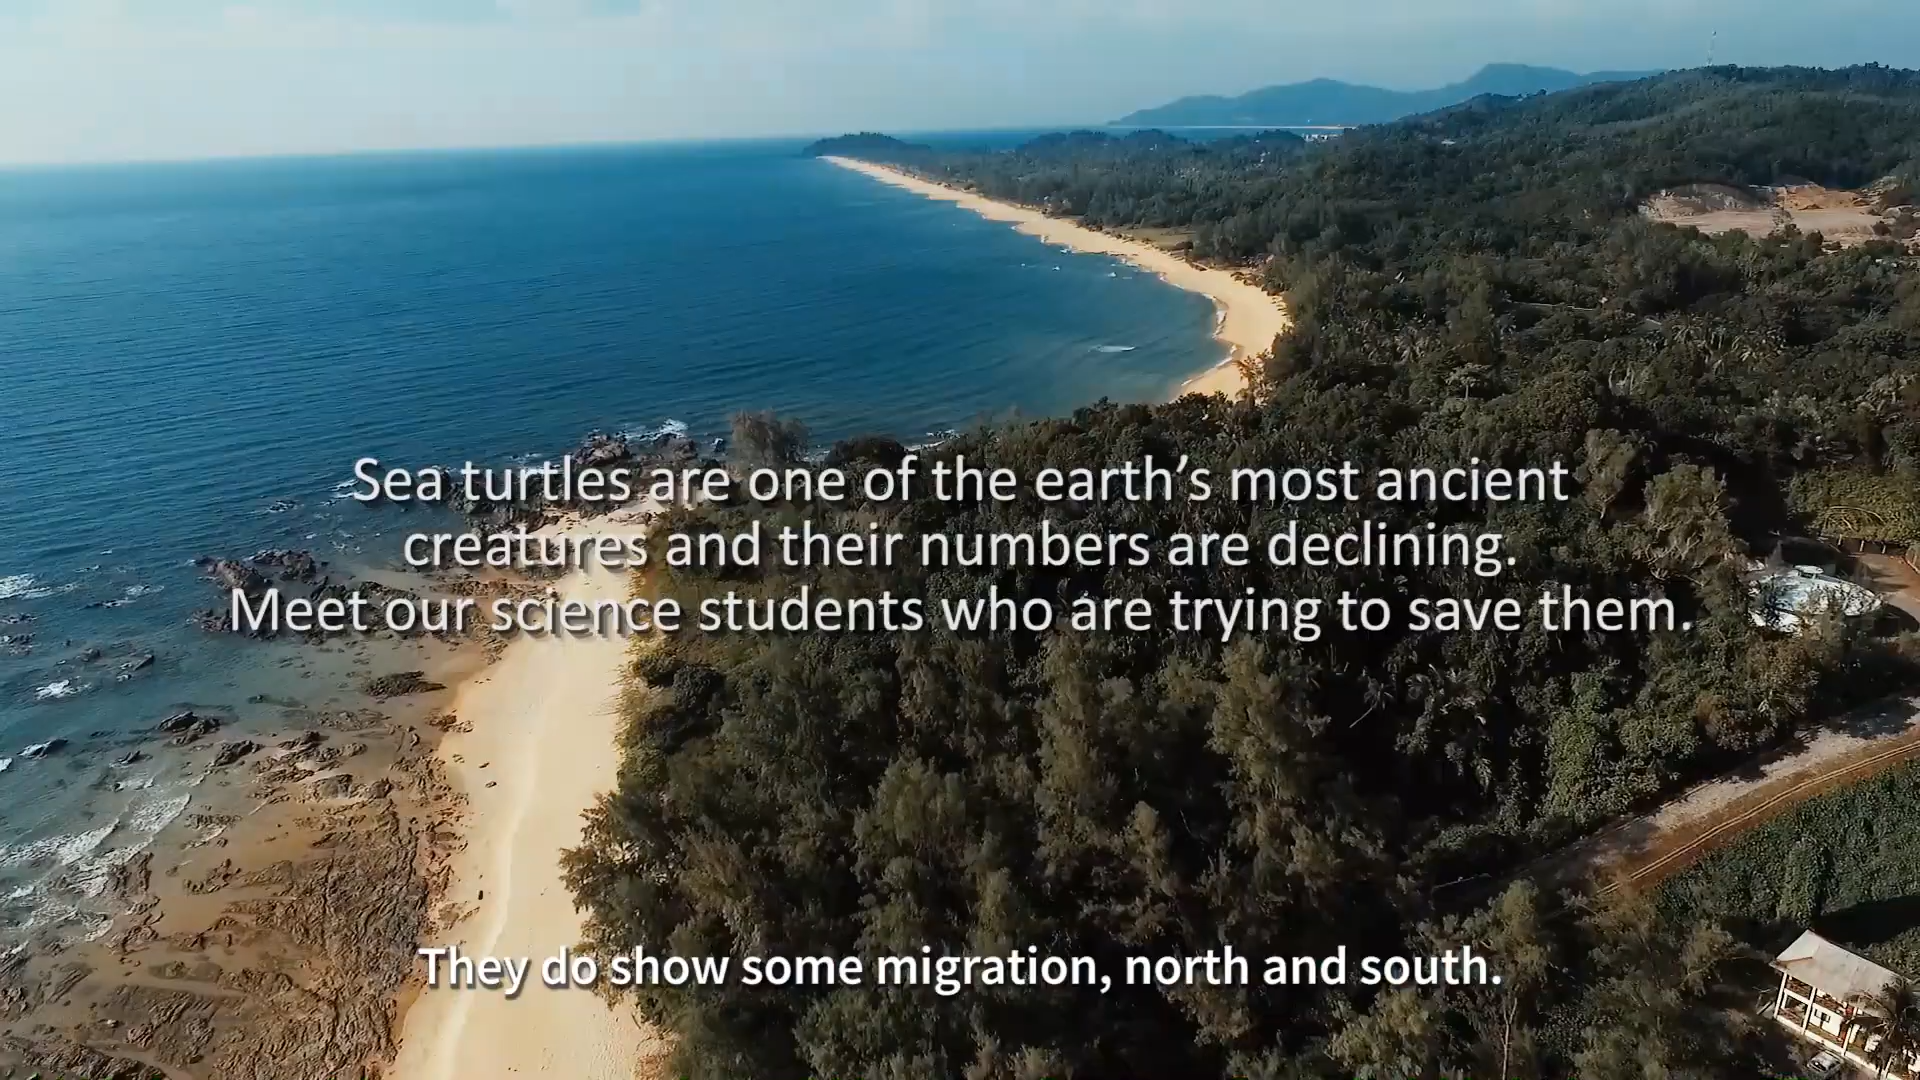 Sea turtles are one of the earth’s most ancient
creatures and their numbers are declining.
Meet our science students who are trying to save them.
They do show some migration, north and south.